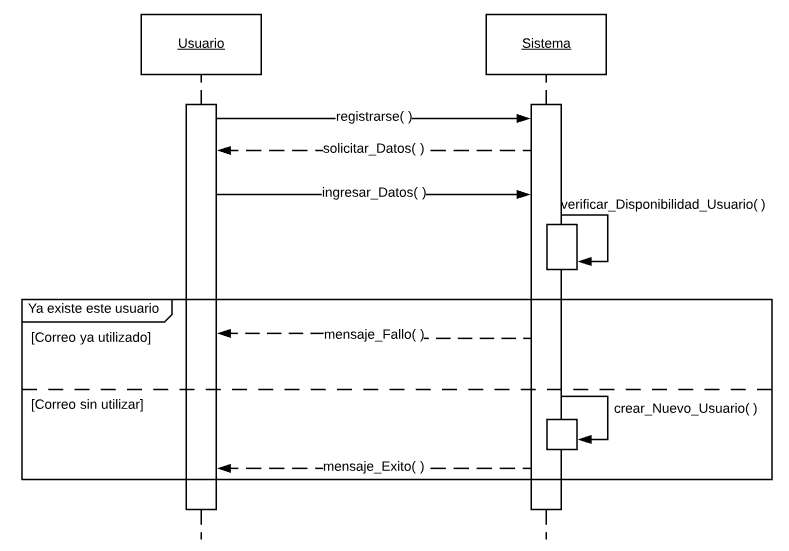 Usuario
Sistema
registrarse( )
solicitar_Datos( )
ingresar_Datos( )
verificar_Disponibilidad_Usuario( )
Ya existe este usuario
[Correo ya utilizado]
mensaje_Fallo( )
[Correo sin utilizar]
crear_Nuevo_Usuario( )
mensaje_Exito( )